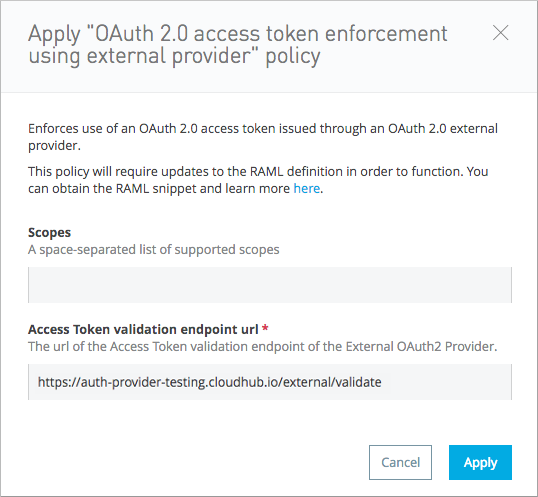 Apply "OAuth 2.0 access token enforcement
using external provider" policy
Enforces use of an OAuth 2.0 access token issued through an OAuth 2.0 external
provider.
This policy will require updates to the RAML definition in order to function. You
can obtain the RAML snippet and learn more here.
Scopes
A space-separated list of supported scopes
Access Token validation endpoint url *
The url of the Access Token validation endpoint of the External OAuth2 Provider.
https://auth-provider-testing.cloudhub.io/external/validate
Cancel
Apply